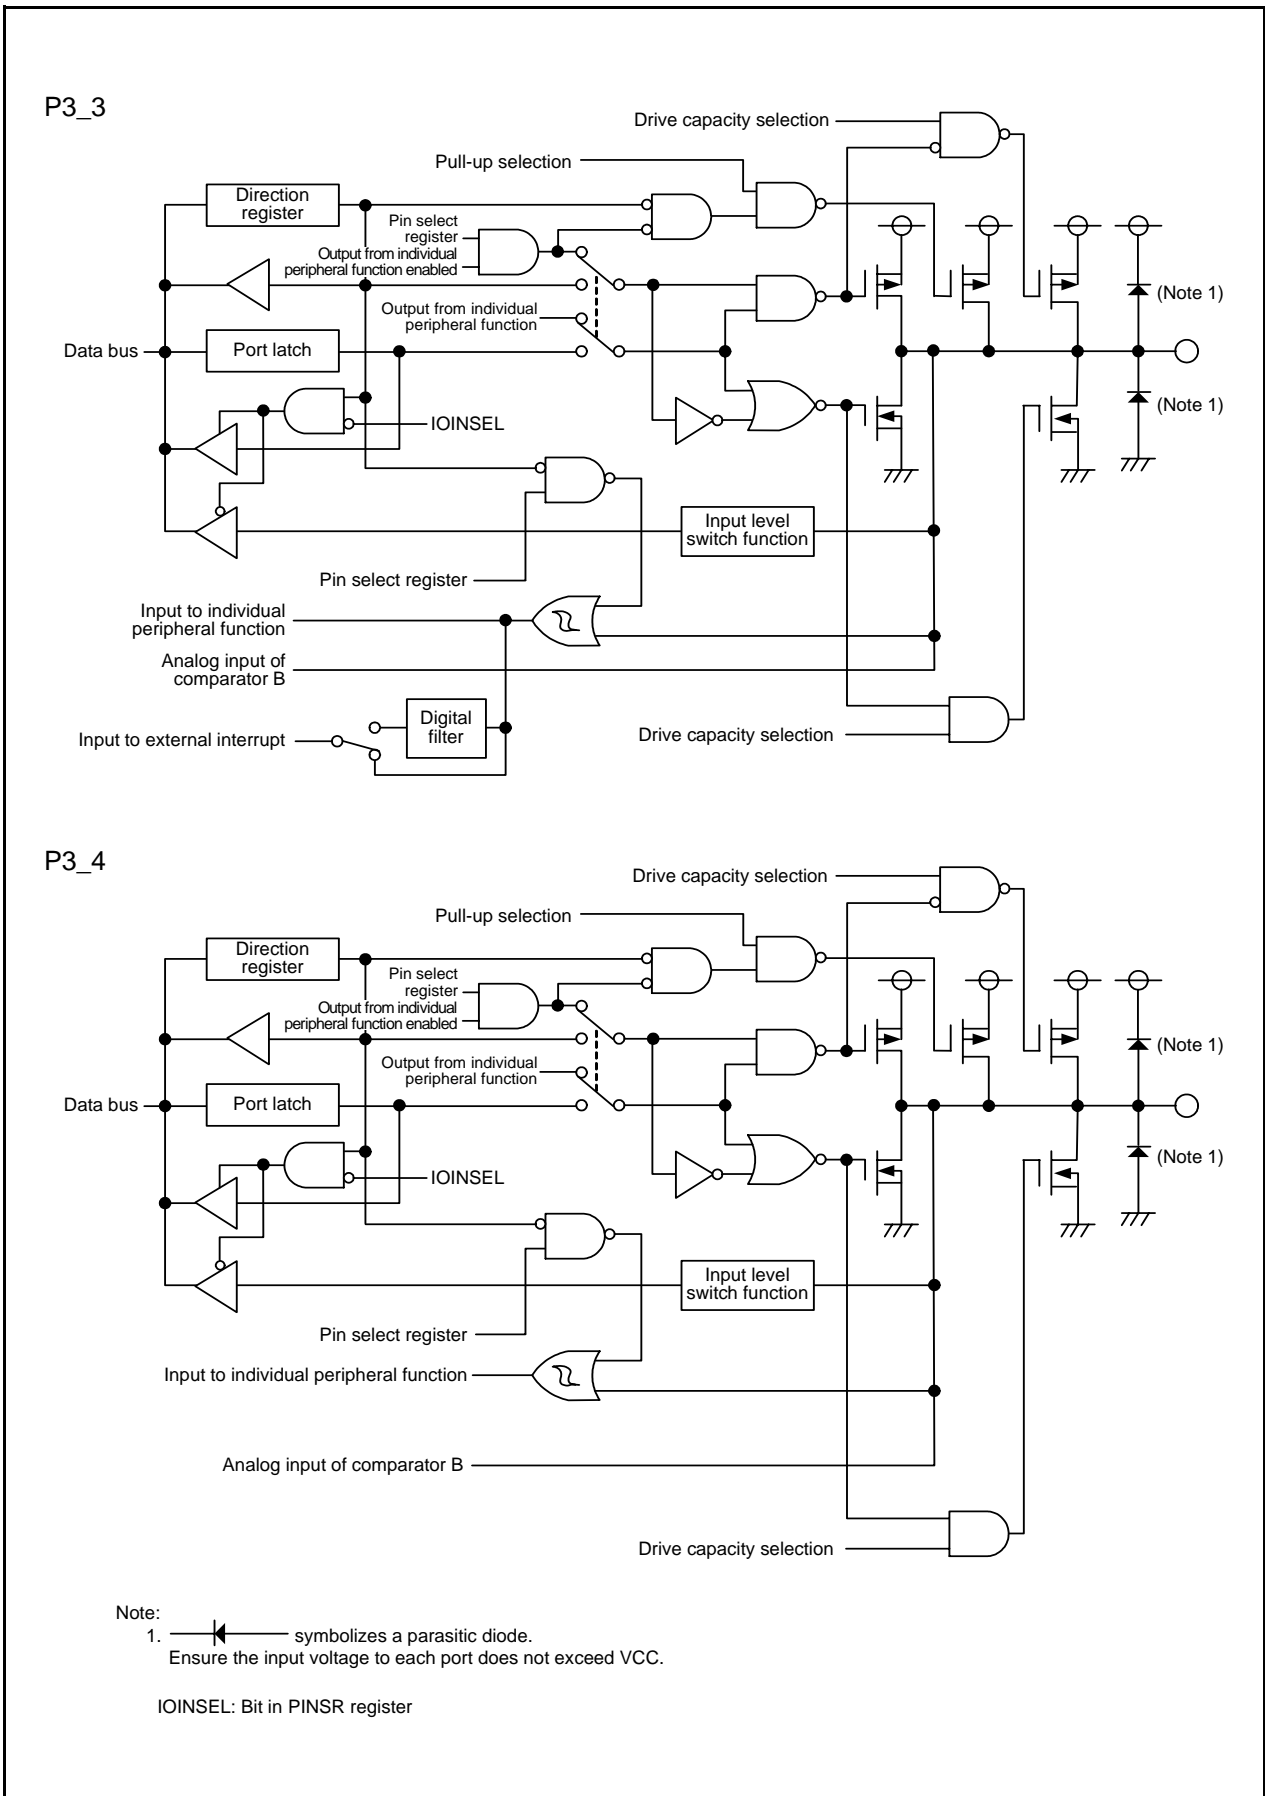 P3_3
Drive capacity selection
Pull-up selection
Direction
register
Pin select
register
Output from individual
peripheral function enabled
Output from individual
peripheral function
(Note 1)
Data bus
Port latch
(Note 1)
IOINSEL
Input level
switch function
Pin select register
Input to individual
peripheral function
Analog input of
comparator B
Digital
filter
Input to external interrupt
Drive capacity selection
P3_4
Drive capacity selection
Pull-up selection
Direction
register
Pin select
register
Output from individual
peripheral function enabled
Output from individual
peripheral function
(Note 1)
Data bus
Port latch
(Note 1)
IOINSEL
Input level
switch function
Pin select register
Input to individual peripheral function
Analog input of comparator B
Drive capacity selection
Note:
1. symbolizes a parasitic diode.
Ensure the input voltage to each port does not exceed VCC.
IOINSEL: Bit in PINSR register